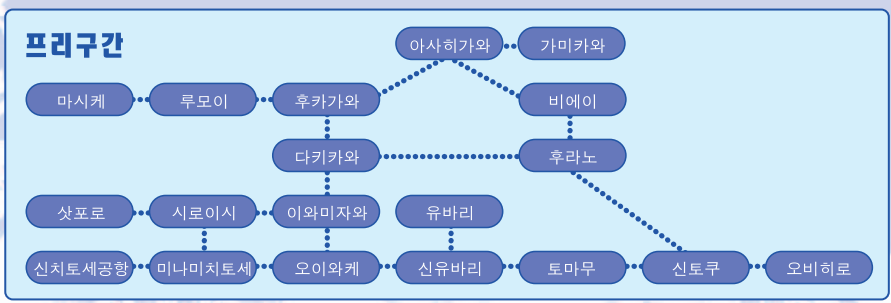 프리구간
아사히가와 가미카와
마시케 루모이 후카가와 비에이
다키카와 후라노
삿포로 시로이시 이와미자와 유바리
신치토세공항 미나미치토세 오이와케 신유바리 토마무 신토쿠 오비히로